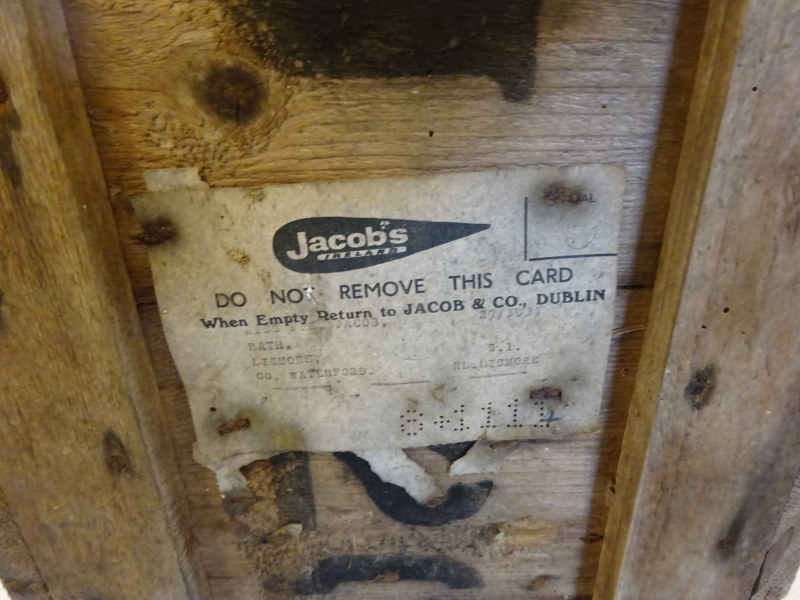 Jacob's
IRELAND
DO NOT REMOVE THIS CARD
When Empty Return to JACOB & CO., DUBLIN
JACOB,
RATH,
S.1.
LISMORE,
RL.LISMORE
CO. WATERFORD.